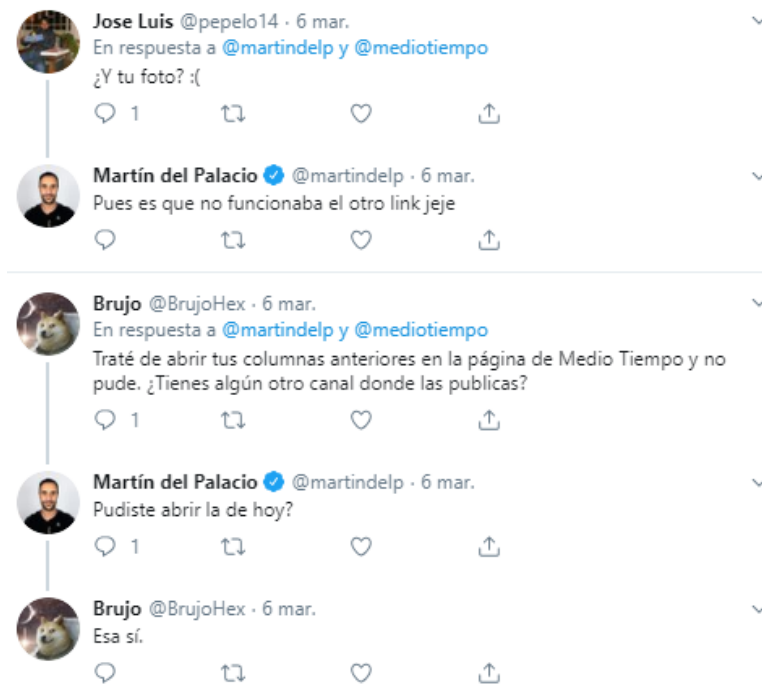 Jose Luis @pepelo14 · 6 mar.
En respuesta a @martindelp y @mediotiempo
¿Y tu foto? :(
1
Martín del Palacio @martindelp · 6 mar.
Pues es que no funcionaba el otro link jeje
Brujo @BrujoHex · 6 mar.
En respuesta a @martindelp y @mediotiempo
Traté de abrir tus columnas anteriores en la página de Medio Tiempo y no
pude. ¿Tienes algún otro canal donde las publicas?
1
Martín del Palacio @martindelp · 6 mar.
Pudiste abrir la de hoy?
1
Brujo @BrujoHex · 6 mar.
Esa sí.